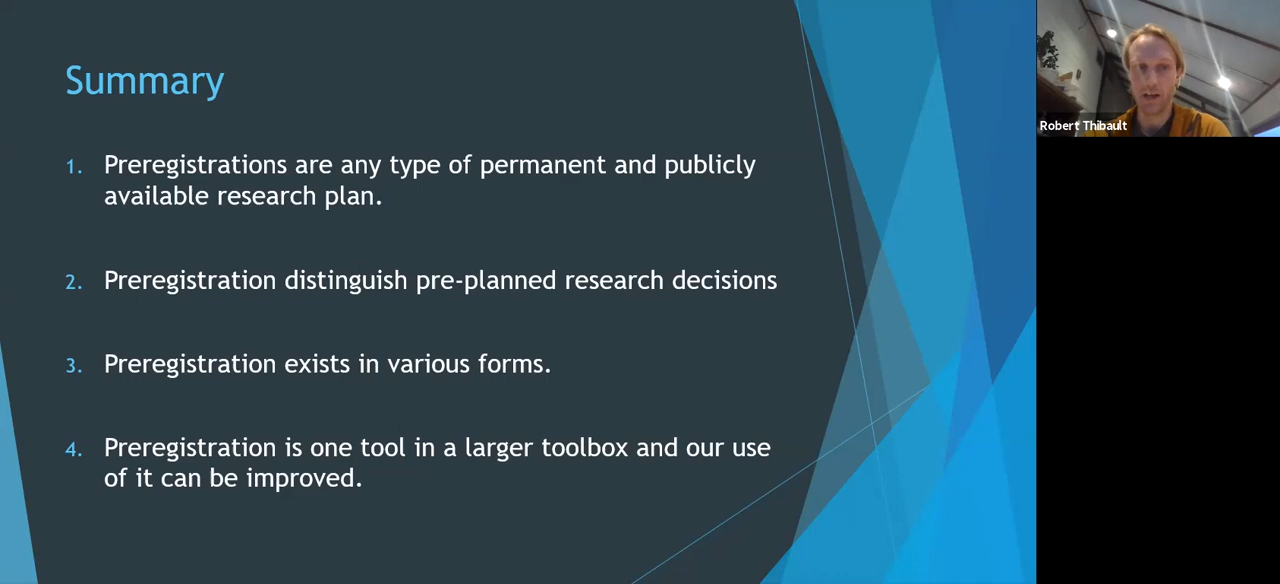 Summary
1. Preregistrations are any type of permanent and publicly
available research plan.
2. Preregistration distinguish pre-planned research decisions
3. Preregistration exists in various forms.
4. Preregistration is one tool in a larger toolbox and our use
of it can be improved.
Robert Thibault